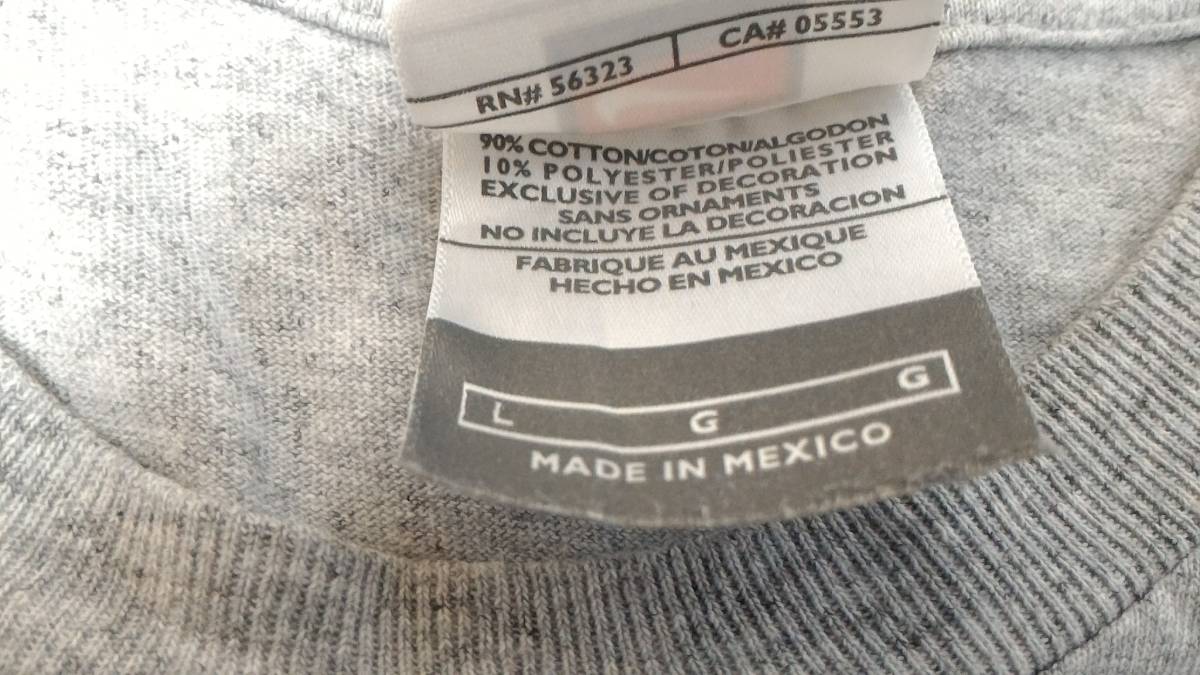 RN# 56323 CA# 05553
90% COTTON/COTON/ALGODON
10% POLYESTER/POLIESTER
EXCLUSIVE OF DECORATION
SANS ORNAMENTS
NO INCLUYE LA DECORACION
FABRIQUE AU MEXIQUE
HECHO EN MEXICO
L G G
MADE IN MEXICO